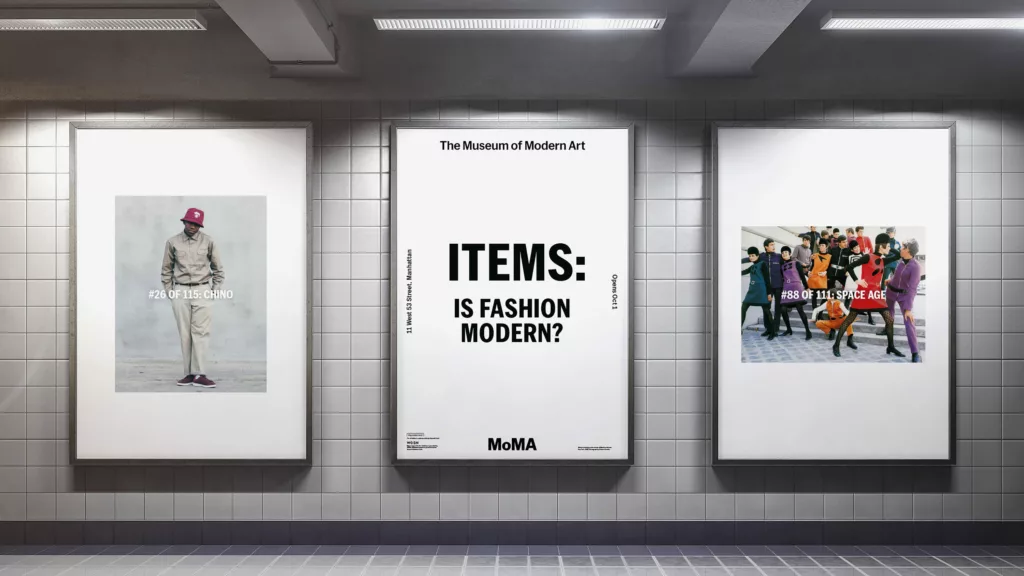 #26 OF 115: CHINO
The Museum of Modern Art
11 West 53 Street, Manhattan
ITEMS:
IS FASHION
MODERN?
Opens Oct 1
MoMA
#88 OF 111: SPACE AGE